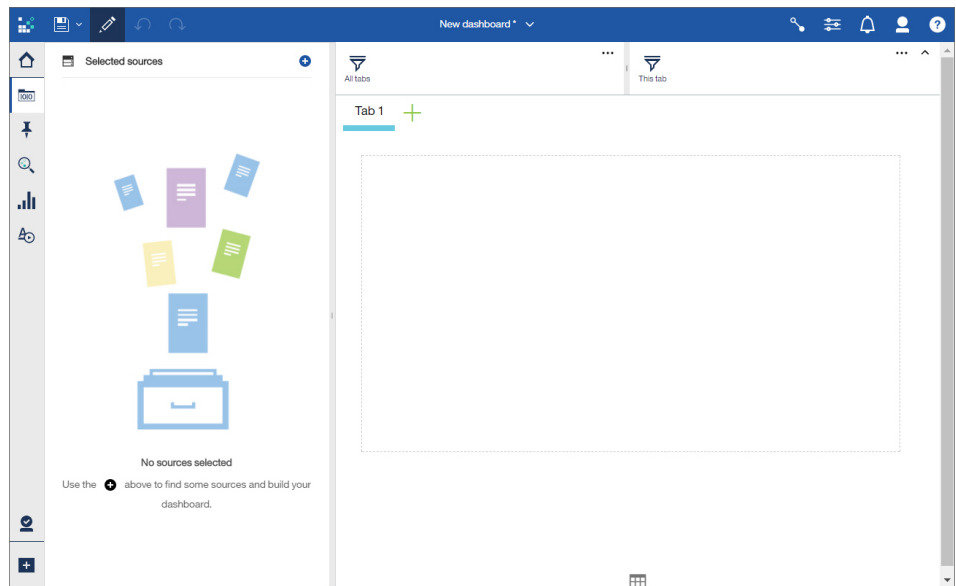 New dashboard *
?
Selected sources
All tabs
This tab
1010
Tab 1
No sources selected
Use the above to find some sources and build your
dashboard.